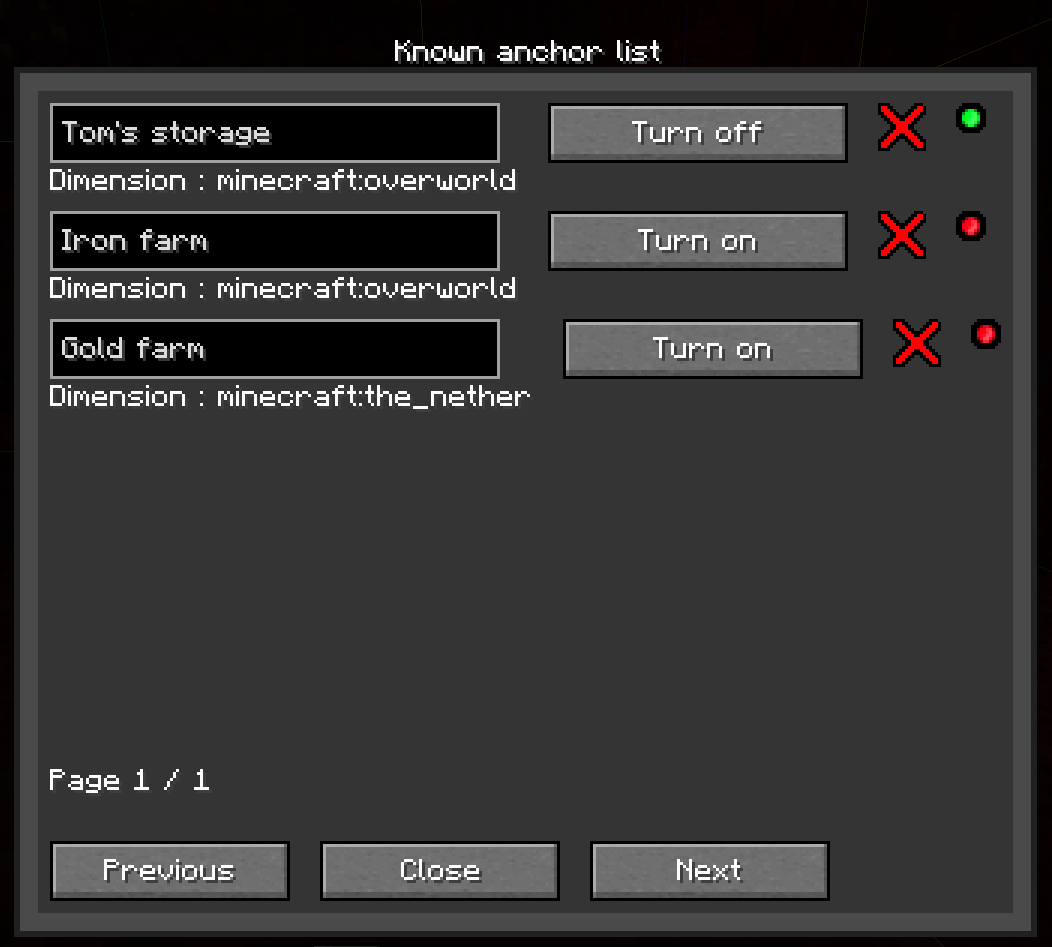 Known anchor list
Tom's storage Turn off
Dimension : minecraft:overworld
Iron farm Turn on
Dimension : minecraft:overworld
Gold farm Turn on
Dimension : minecraft:the_nether
Page 1 / 1
Previous Close Next